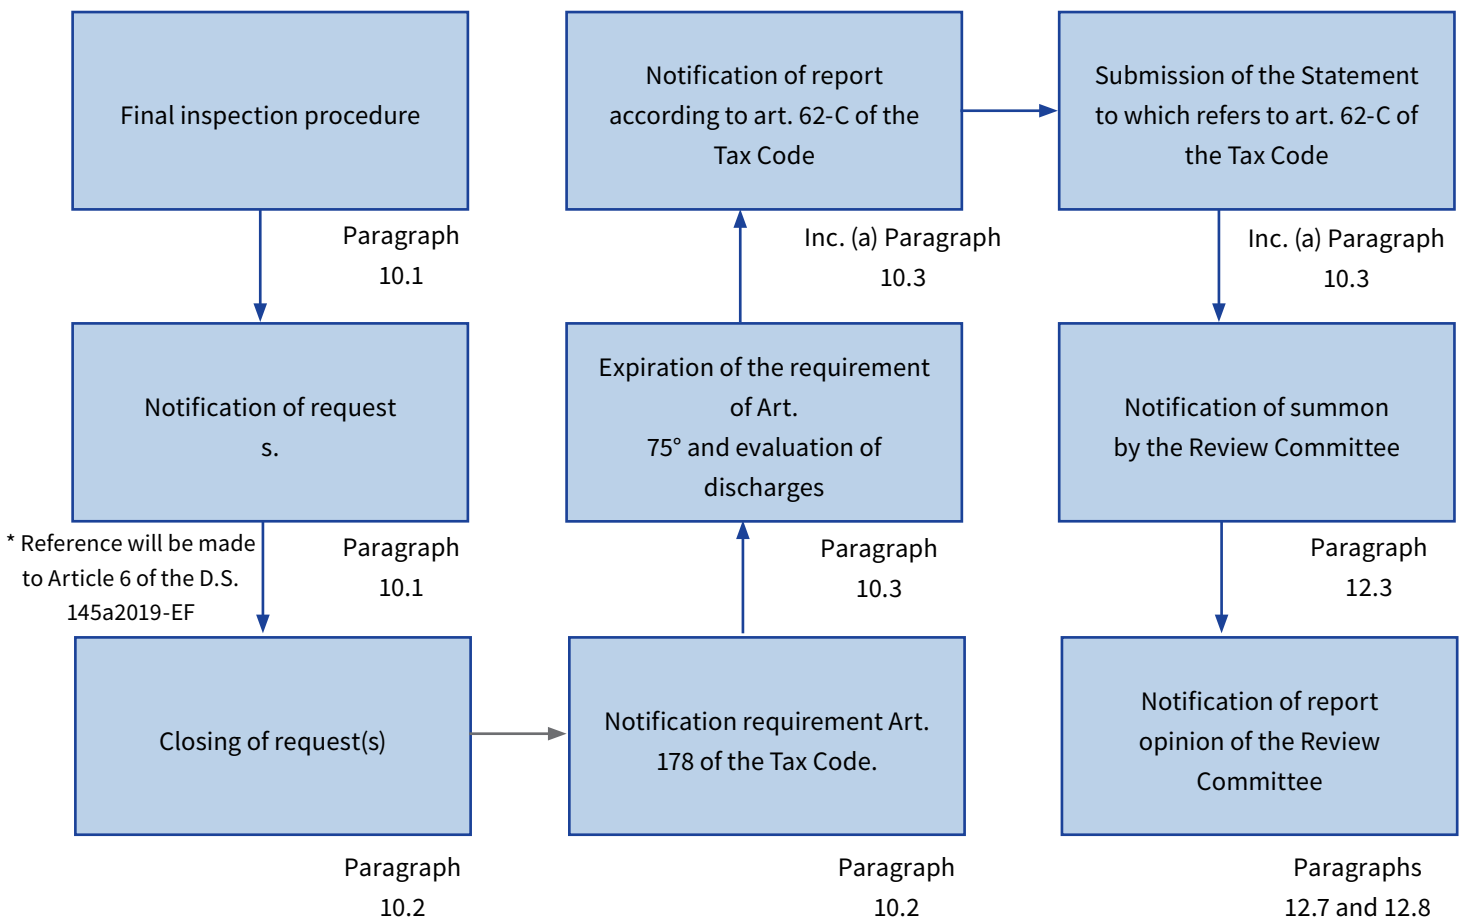 Final inspection procedure
Paragraph
10.1
Notification of request
s.
* Reference will be made
to Article 6 of the D.S.
145a2019-EF
Paragraph
10.1
Closing of request(s)
Paragraph
10.2
Notification requirement Art.
178 of the Tax Code.
Paragraph
10.2
Expiration of the requirement
of Art.
75° and evaluation of
discharges
Paragraph
10.3
Notification of report
according to art. 62-C of the
Tax Code
Inc. (a) Paragraph
10.3
Submission of the Statement
to which refers to art. 62-C of
the Tax Code
Inc. (a) Paragraph
10.3
Notification of summon
by the Review Committee
Paragraph
12.3
Notification of report
opinion of the Review
Committee
Paragraphs
12.7 and 12.8